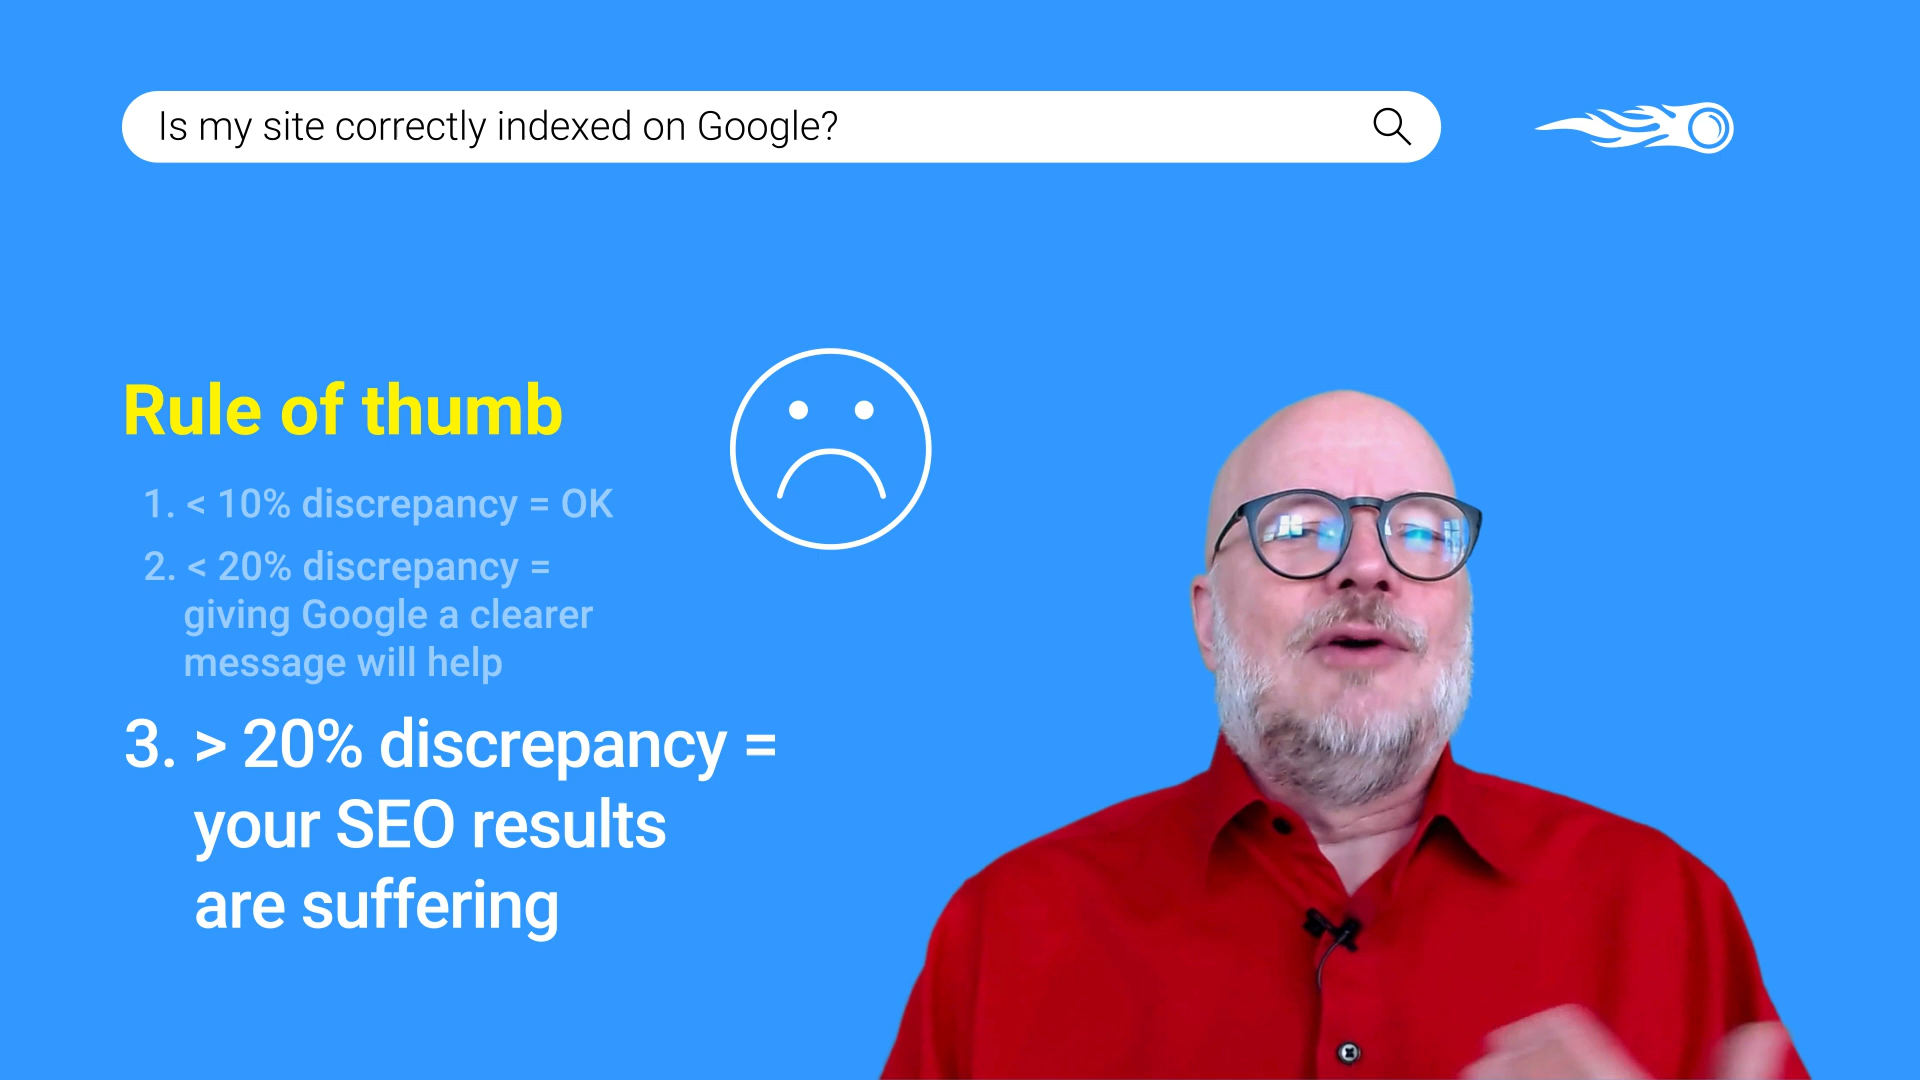 Is my site correctly indexed on Google?
Rule of thumb
1. < 10% discrepancy = OK
2. < 20% discrepancy =
giving Google a clearer
message will help
3. > 20% discrepancy =
your SEO results
are suffering